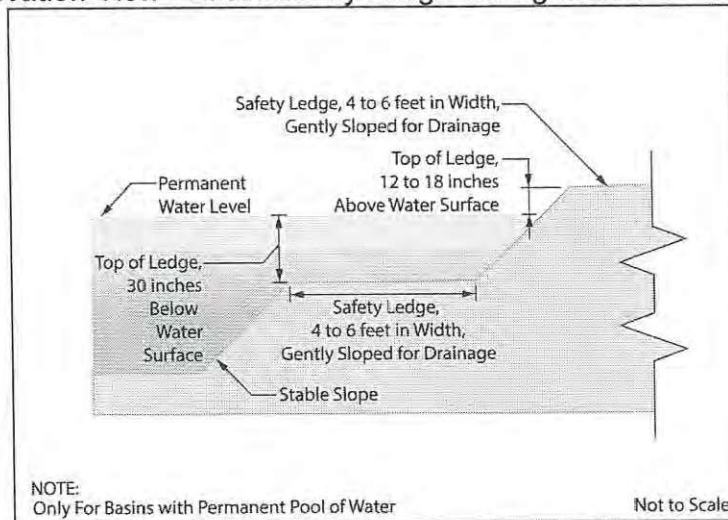 Safety Ledge, 4 to 6 feet in Width,
Gently Sloped for Drainage
Top of Ledge,
12 to 18 inches
Above Water Surface
Permanent
Water Level
Top of Ledge,
30 inches
Below
Water
Surface
Safety Ledge,
4 to 6 feet in Width,
Gently Sloped for Drainage
Stable Slope
NOTE:
Only For Basins with Permanent Pool of Water
Not to Scale